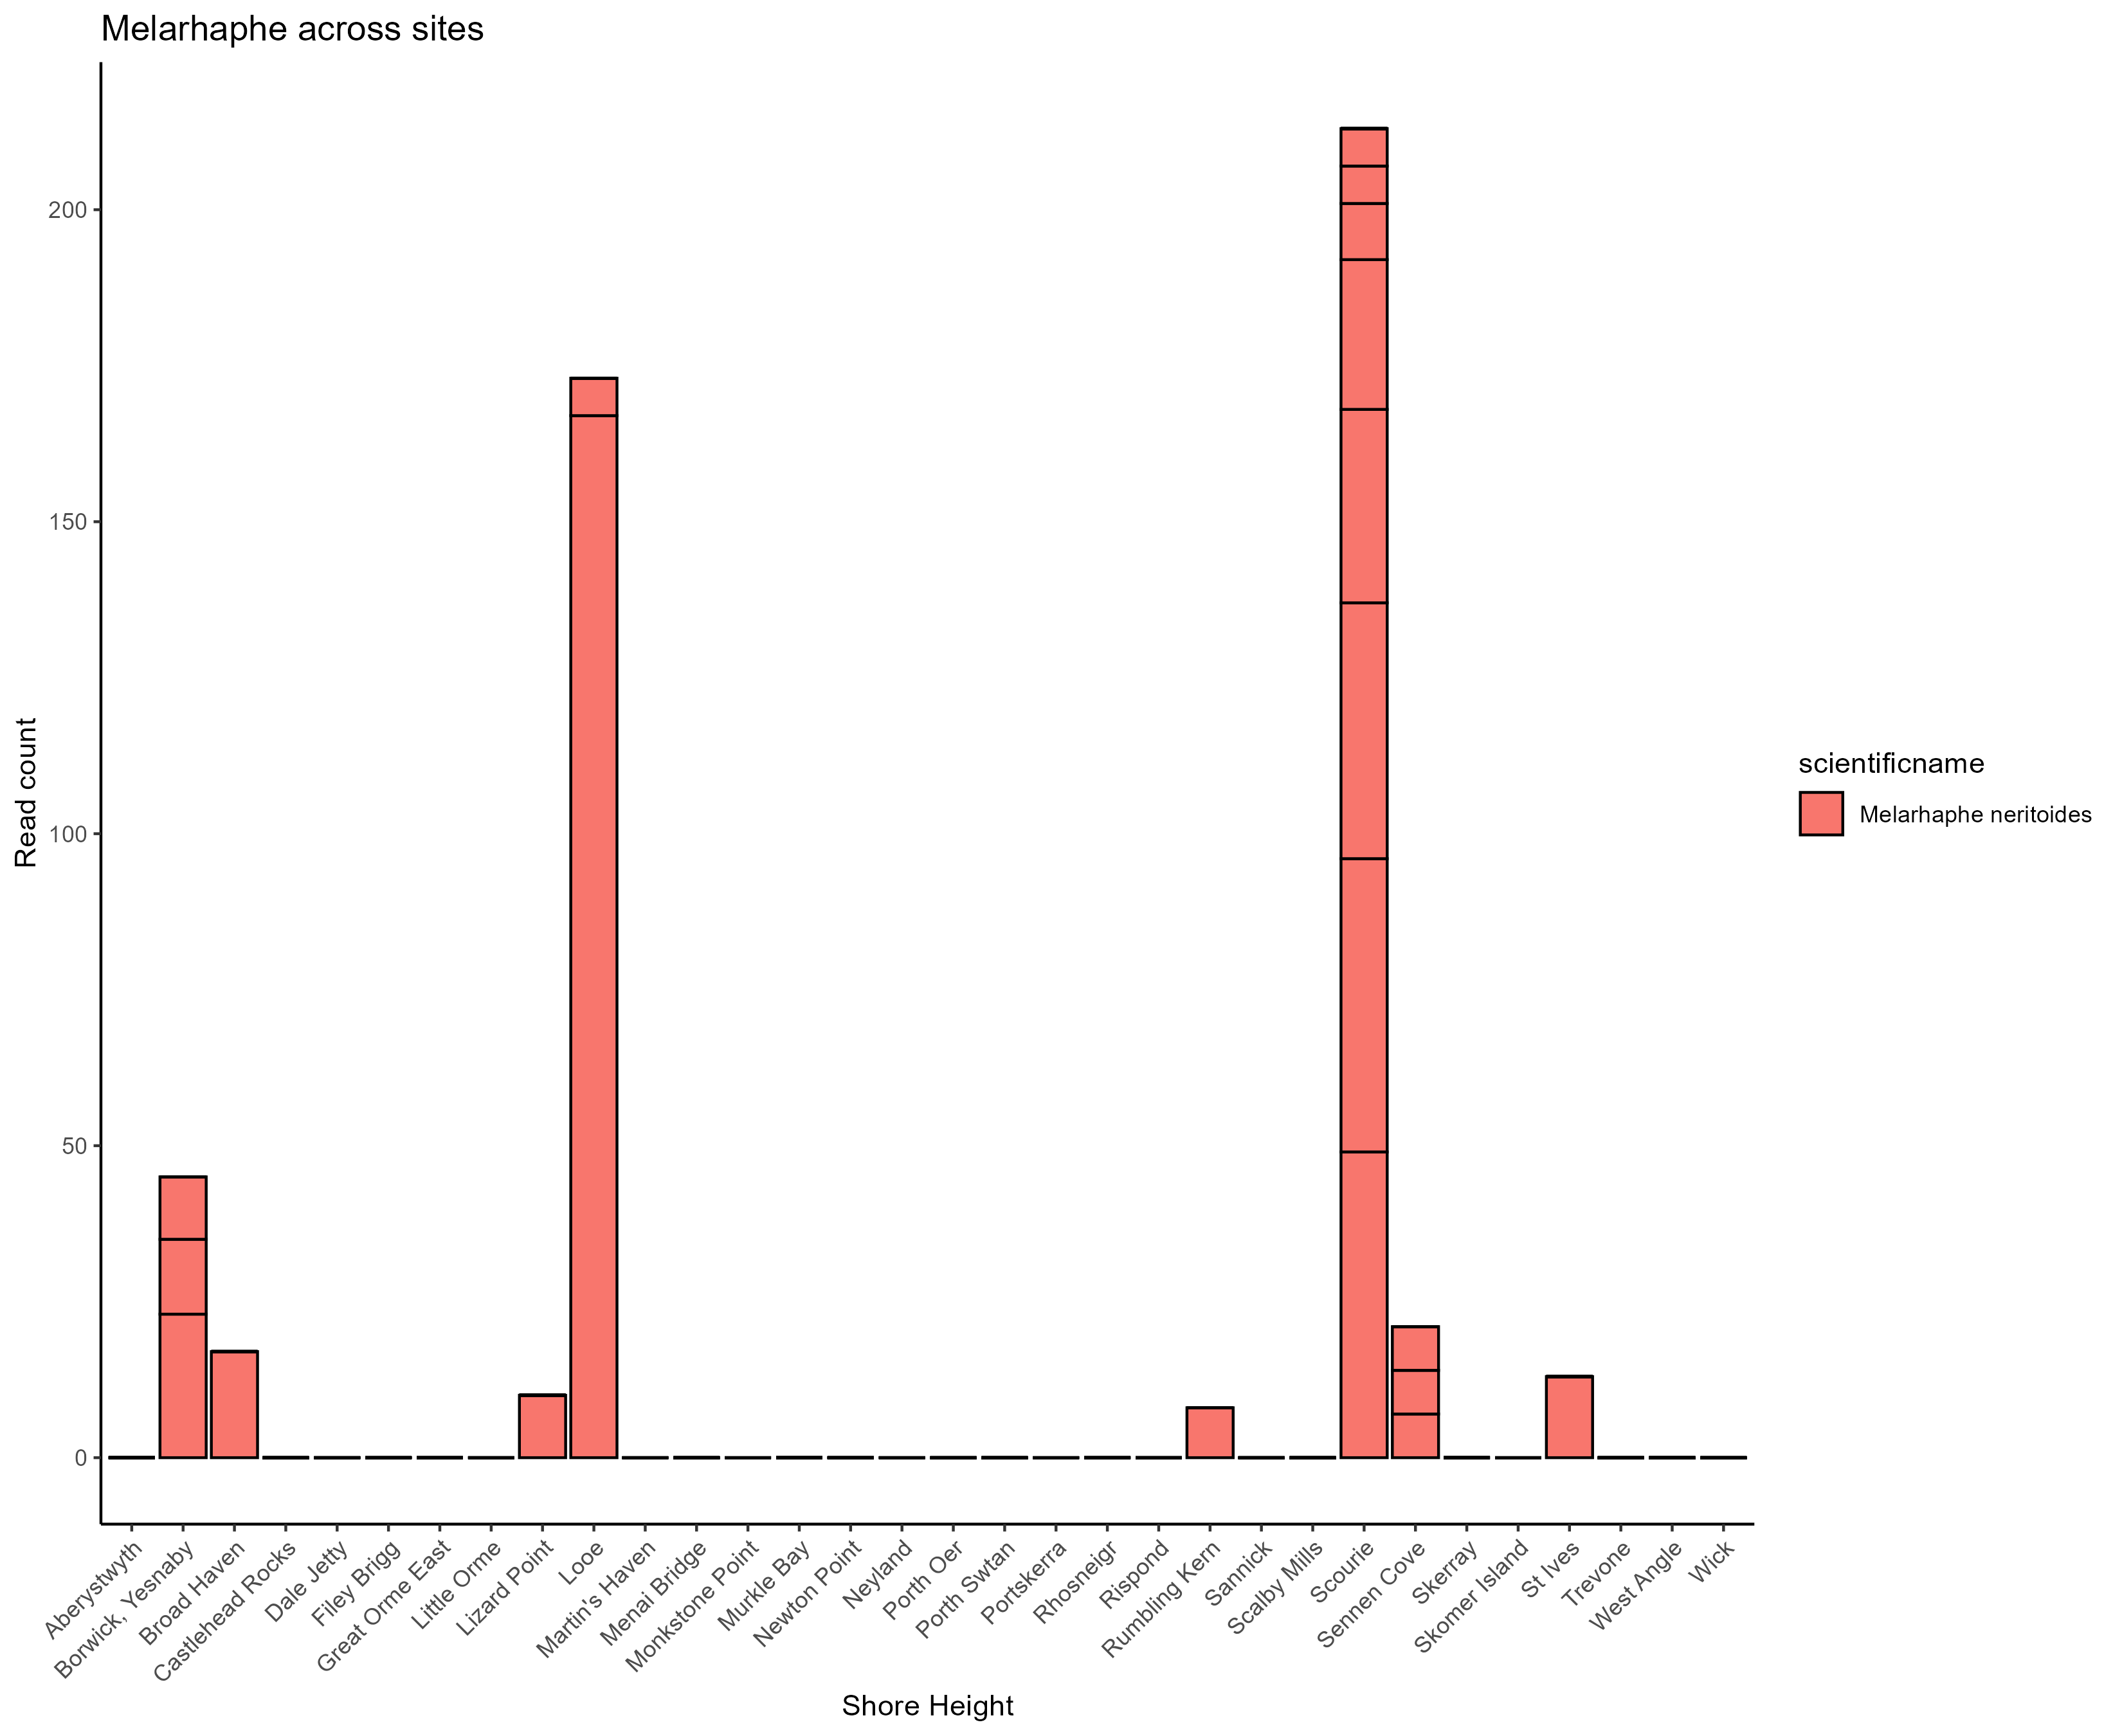 Melarhaphe across sites
Read count
200
150
100
50
0
Aberystwyth
Borwick, Yesnaby
Broad Haven
Castlehead Rocks
Dale Jetty
Filey Brigg
Great Orme East
Little Orme
Lizard Point
Looe
Martin's Haven
Menai Bridge
Monkstone Point
Murkle Bay
Newton Point
Neyland
Porth Oer
Porth Swtan
Portskerra
Rhosneigr
Rispond
Rumbling Kern
Sannick
Scalby Mills
Scourie
Sennen Cove
Skerray
Skomer Island
St Ives
Trevone
West Angle
Wick
Shore Height
scientificname
Melarhaphe neritoides